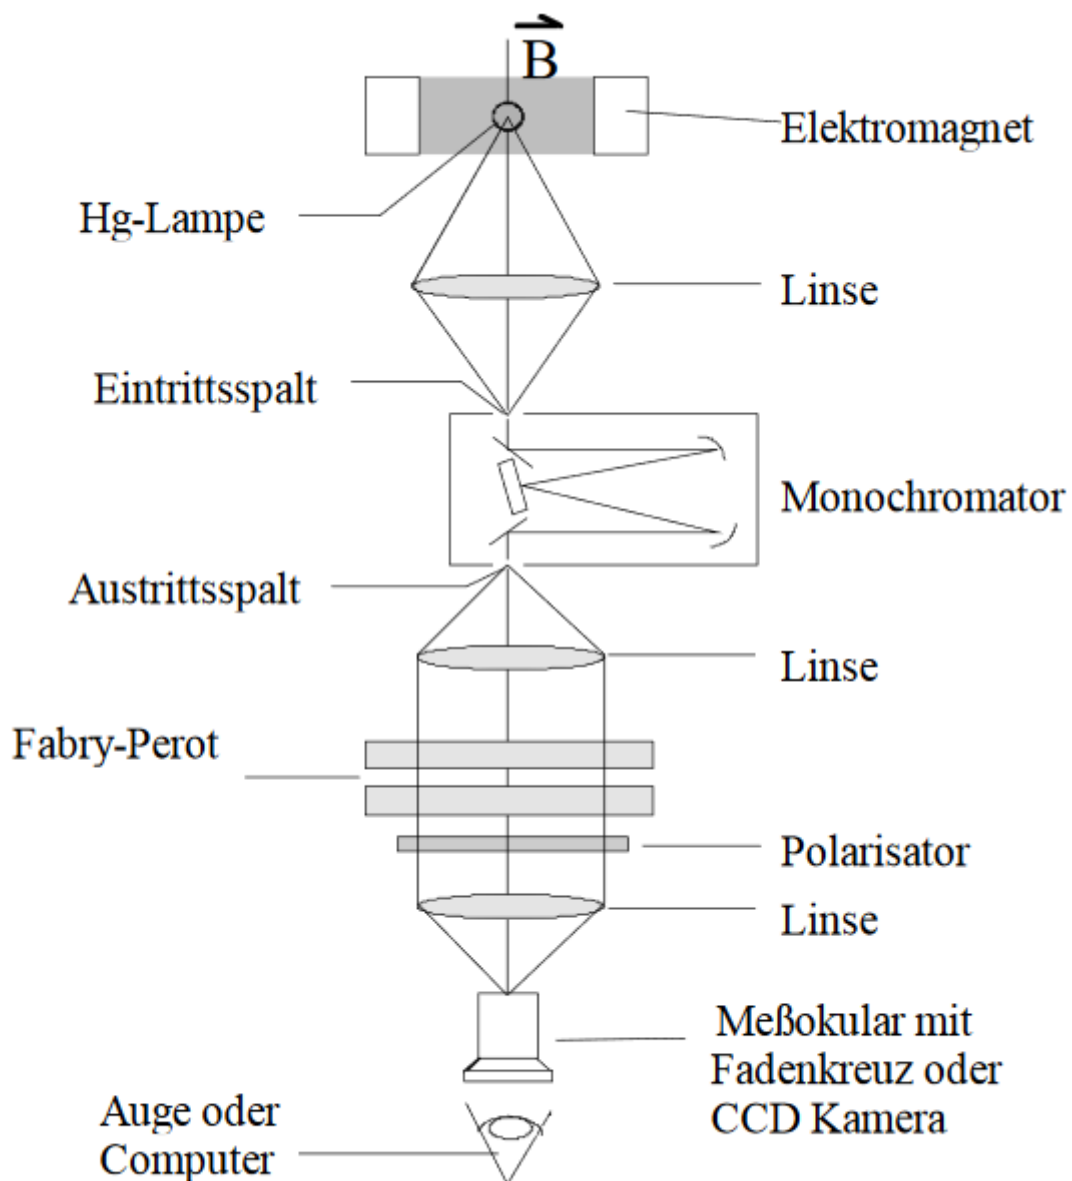 B
Elektromagnet
Hg-Lampe
Linse
Eintrittsspalt
Monochromator
Austrittsspalt
Linse
Fabry-Perot
Polarisator
Linse
Meßokular mit
Fadenkreuz oder
CCD Kamera
Auge oder
Computer